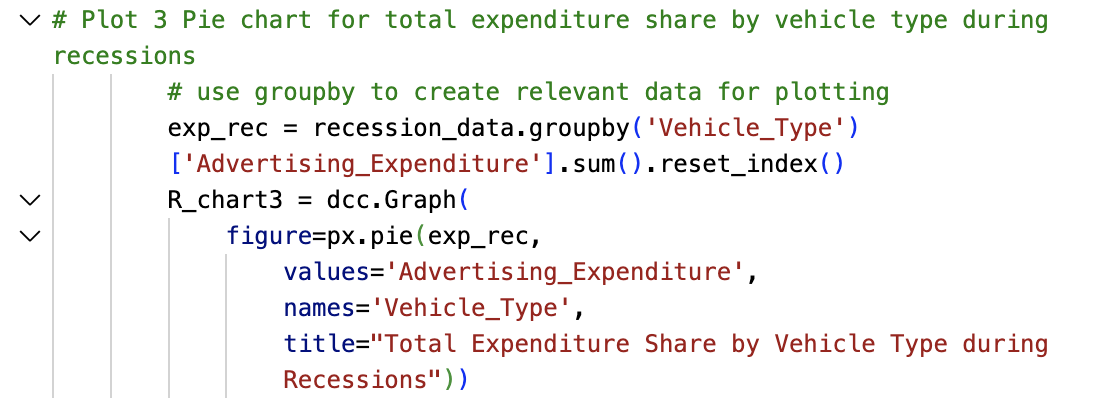 # Plot 3 Pie chart for total expenditure share by vehicle type during
recessions
# use groupby to create relevant data for plotting
exp_rec = recession_data.groupby('Vehicle_Type')
['Advertising_Expenditure'].sum().reset_index()
R_chart3 = dcc.Graph(
figure=px.pie(exp_rec,
values='Advertising_Expenditure',
names='Vehicle_Type',
title="Total Expenditure Share by Vehicle Type during
Recessions"))